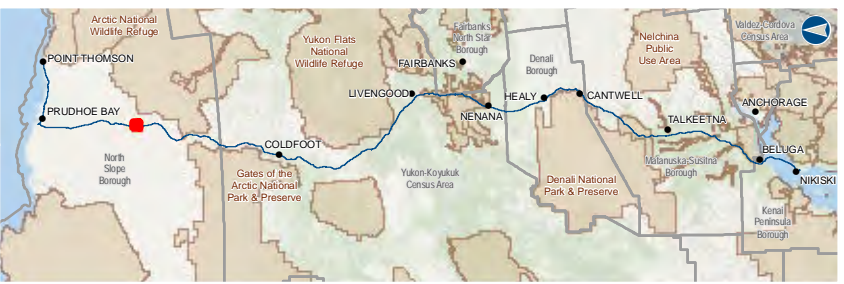 Arctic National
Wildlife Refuge
POINT THOMSON
PRUDHOE BAY
North
Slope
Borough
Yukon Flats
National
Wildlife Refuge
Fairbanks
North Star
Borough
FAIRBANKS
LIVENGOOD
COLDFOOT
Gates of the
Arctic National
Park & Preserve
Yukon-Koyukuk
Census Area
NENANA
Denali
Borough
HEALY
CANTWELL
Denali National
Park & Preserve
Nelchina
Public
Use Area
Valdez-Cordova
Census Area
ANCHORAGE
TALKEETNA
Matanuska-Susitna
Borough
BELUGA
NIKISKI
Kenai
Peninsula
Borough